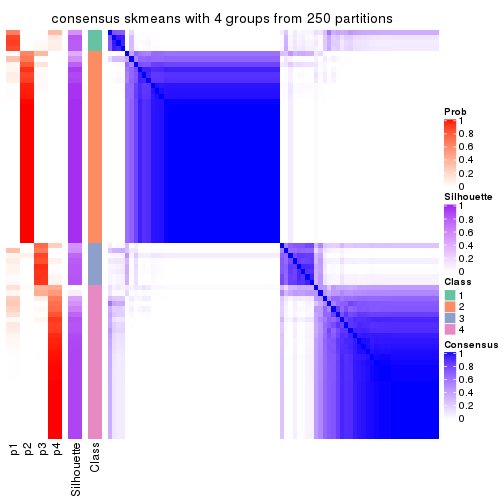 consensus skmeans with 4 groups from 250 partitions
Prob
1
0.8
0.6
0.4
0.2
0
Silhouette
1
0.8
0.6
0.4
0.2
0
Class
1
2
3
4
Consensus
1
0.8
0.6
0.4
0.2
0
p1
p2
p3
p4
Silhouette
Class